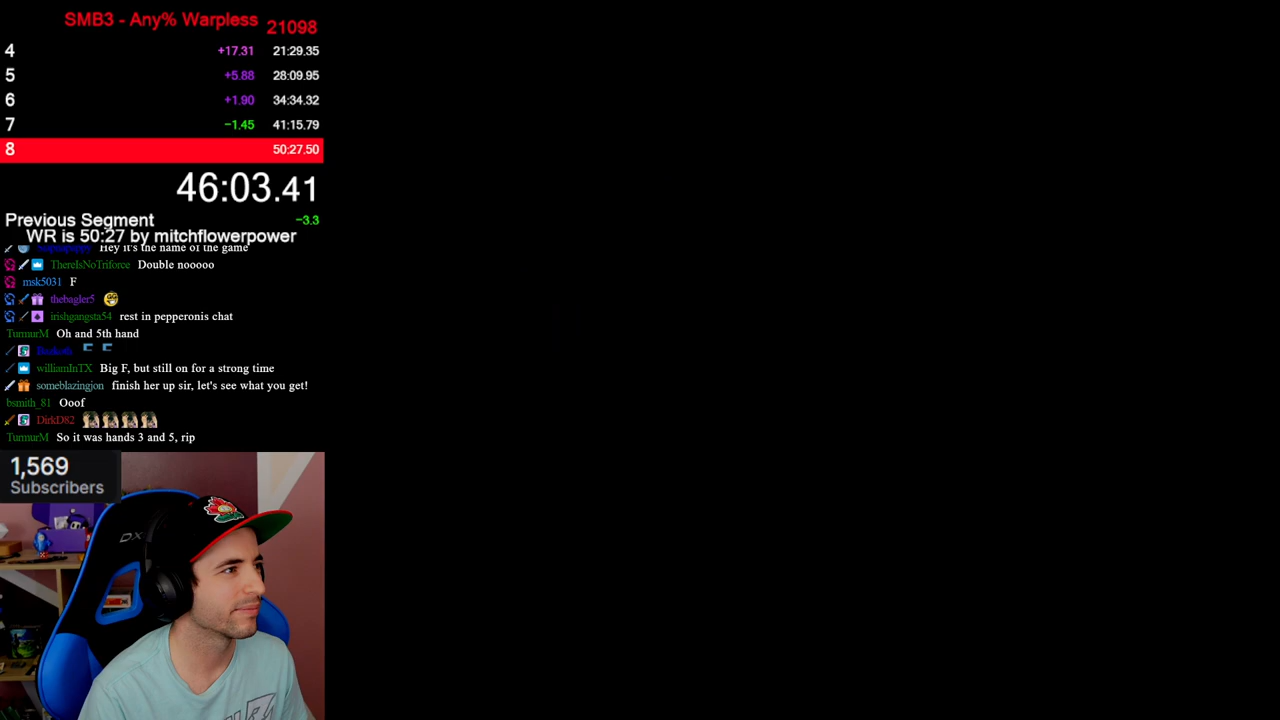 SMB3 - Any% Warpless 21098
4 +17.31 21:29.35
5 +5.88 28:09.95
6 +1.90 34:34.32
7 -1.45 41:15.79
8 50:27.50
46:03.41
Previous Segment -3.3
WR is 50:27 by mitchflowerpower
Hey it's the name of the game
ThereIsNoTriforce Double nooooo
msk5031 F
thebagler5
irishgangsta54 rest in pepperonis chat
TurmurM Oh and 5th hand
F F
williamInTX Big F, but still on for a strong time
someblazingjon finish her up sir, let's see what you get!
bsmith_81 Ooof
DirkD82
TurmurM So it was hands 3 and 5, rip
1,569
Subscribers
DX